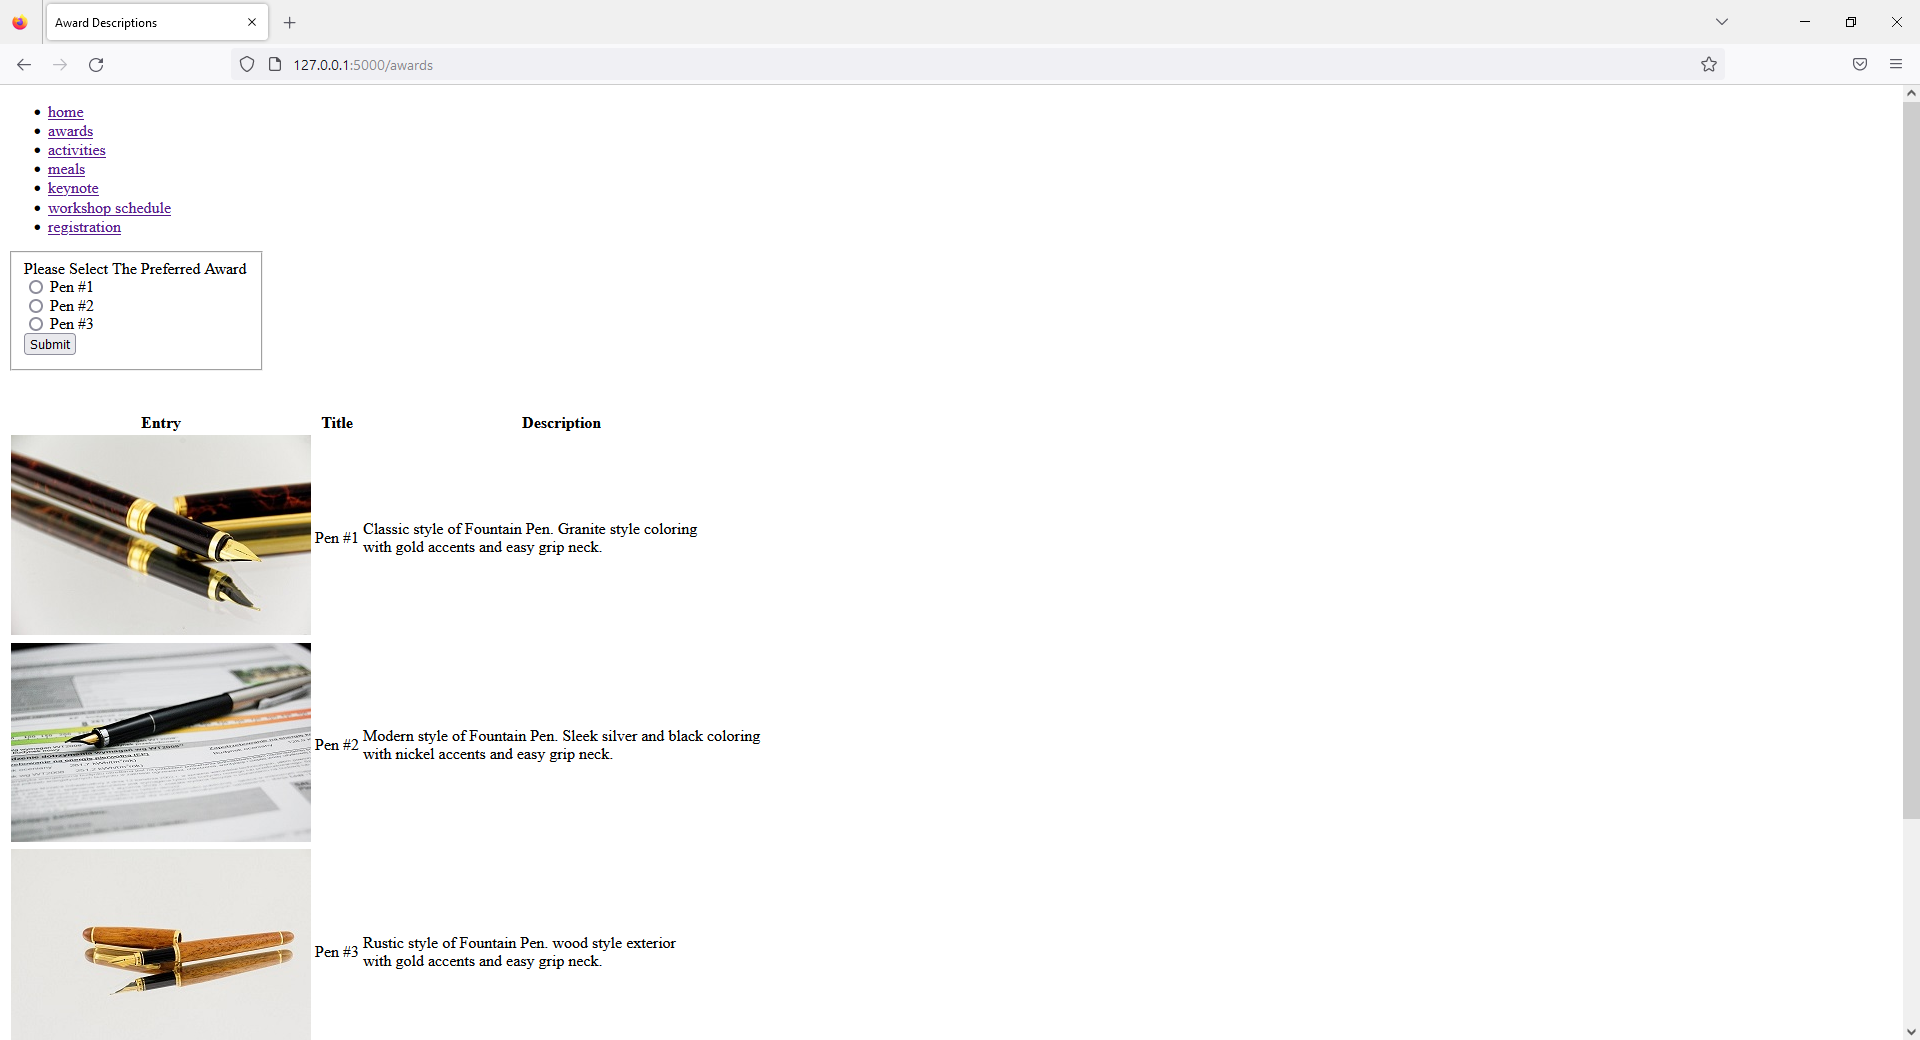 Award Descriptions
127.0.0.1:5000/awards
home
awards
activities
meals
keynote
workshop schedule
registration
Please Select The Preferred Award
Pen #1
Pen #2
Pen #3
Submit
Entry Title Description
Pen #1 Classic style of Fountain Pen. Granite style coloring
with gold accents and easy grip neck.
Pen #2 Modern style of Fountain Pen. Sleek silver and black coloring
with nickel accents and easy grip neck.
Pen #3 Rustic style of Fountain Pen. wood style exterior
with gold accents and easy grip neck.